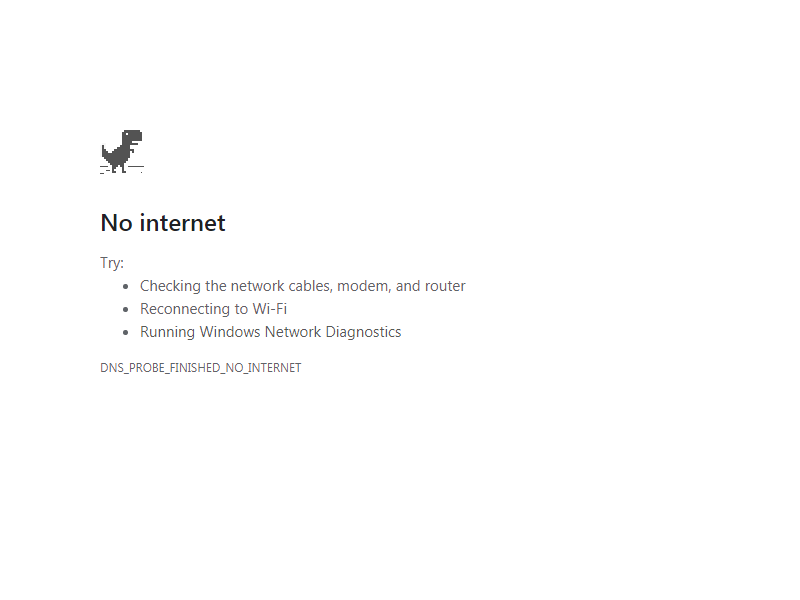 No internet
Try:
Checking the network cables, modem, and router
Reconnecting to Wi-Fi
Running Windows Network Diagnostics
DNS_PROBE_FINISHED_NO_INTERNET